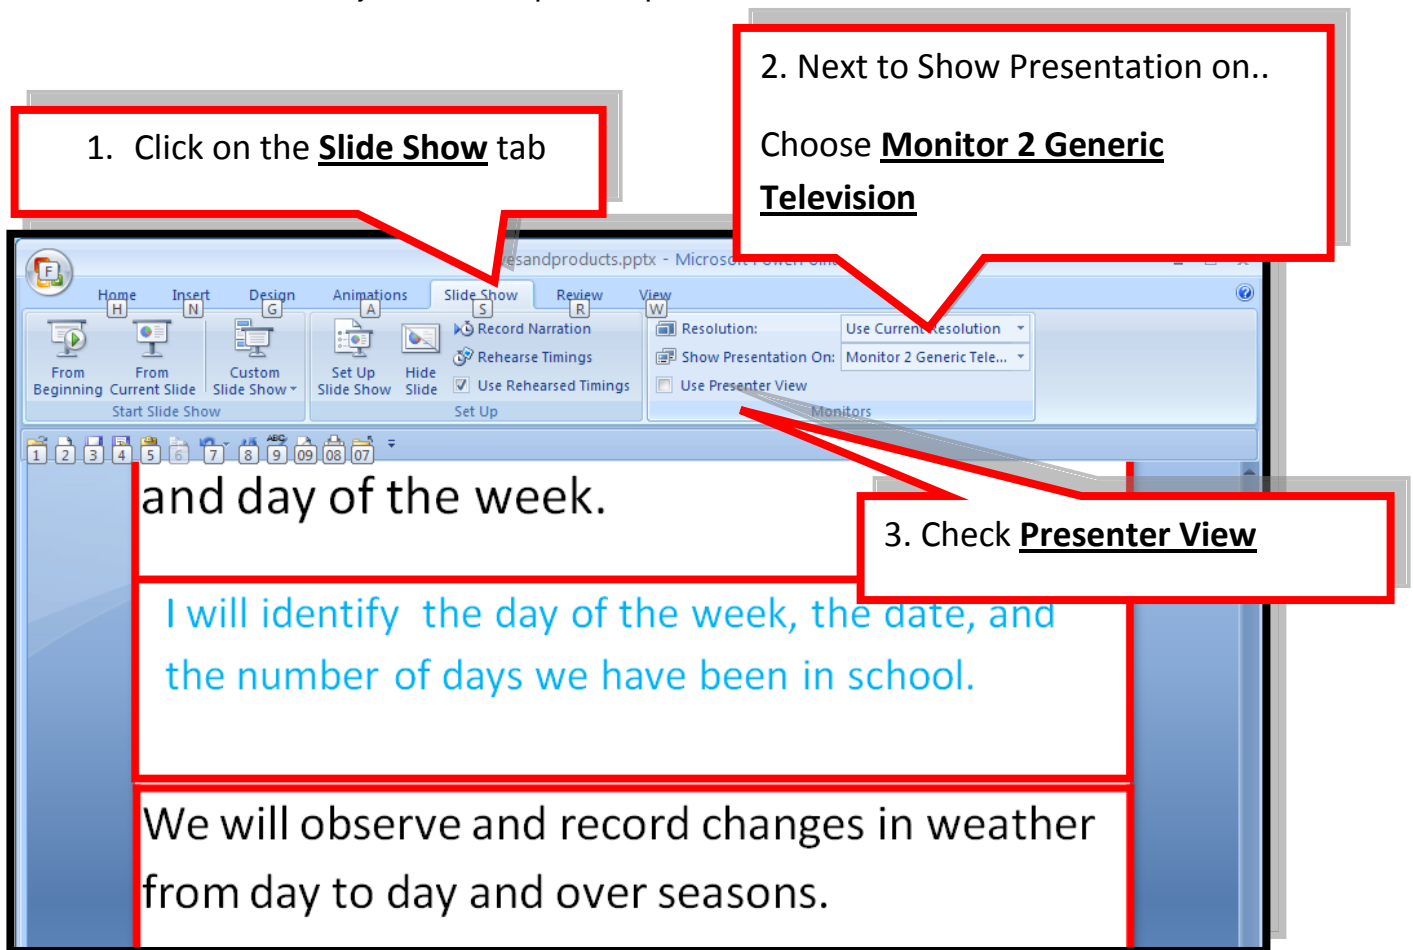 1. Click on the Slide Show tab
2. Next to Show Presentation on..
Choose Monitor 2 Generic
Television
esandproducts.pptx - Microsoft
F
Home Insert Design Animations Slide Show Review View
H N G A S R W
From Beginning
From Current Slide
Custom Slide Show
Start Slide Show
Set Up Slide Show
Hide Slide
Record Narration
Rehearse Timings
Use Rehearsed Timings
Set Up
Resolution: Use Current Resolution
Show Presentation On: Monitor 2 Generic Tele...
Use Presenter View
Monitors
1 2 3 4 5 6 7 8 9 09 08 07
3. Check Presenter View
and day of the week.
I will identify the day of the week, the date, and
the number of days we have been in school.
We will observe and record changes in weather
from day to day and over seasons.